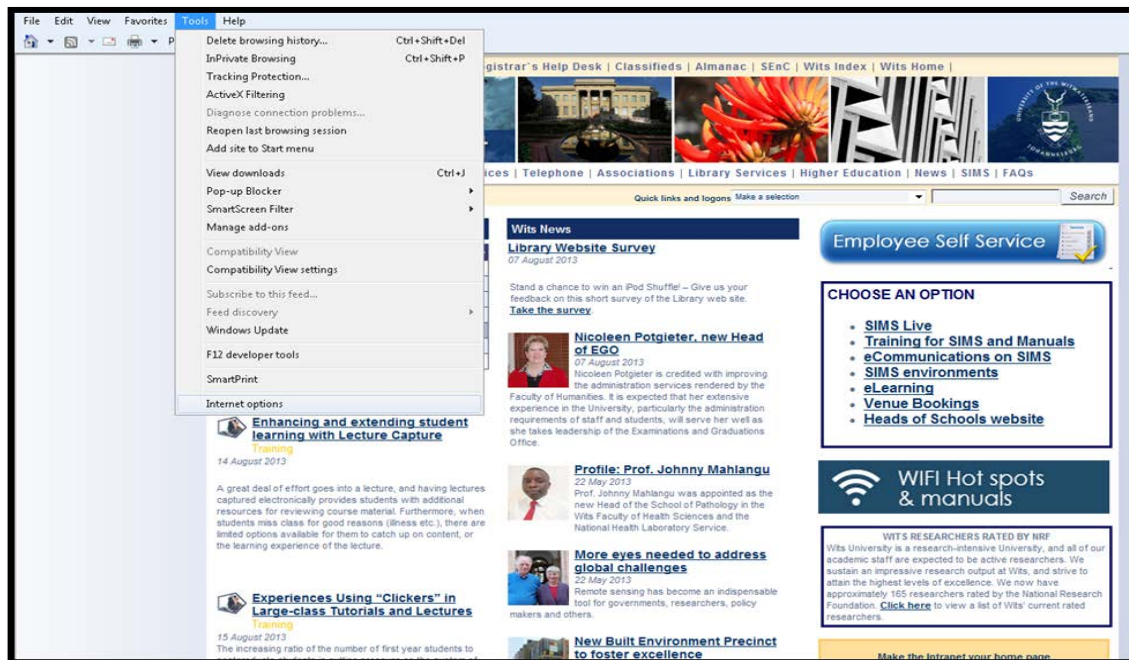 File Edit View Favorites Tools Help
P
Delete browsing history... Ctrl+Shift+Del
InPrivate Browsing Ctrl+Shift+P
Tracking Protection...
ActiveX Filtering
Diagnose connection problems...
Reopen last browsing session
Add site to Start menu
View downloads Ctrl+J
Pop-up Blocker
SmartScreen Filter
Manage add-ons
Compatibility View
Compatibility View settings
Subscribe to this feed...
Feed discovery
Windows Update
F12 developer tools
SmartPrint
Internet options
gistrar's Help Desk | Classifieds | Almanac | SEnC | Wits Index | Wits Home |
UNIVERSITY OF THE WITWATERSRAND
JOHANNESBURG
ices | Telephone | Associations | Library Services | Higher Education | News | SIMS | FAQs
Quick links and logons Make a selection Search
Enhancing and extending student
learning with Lecture Capture
Training
14 August 2013
A great deal of effort goes into a lecture, and having lectures
captured electronically provides students with additional
resources for reviewing course material. Furthermore, when
students miss class for good reasons (illness etc.), there are
limited options available for them to catch up on content, or
the learning experience of the lecture.
Experiences Using “Clickers” in
Large-class Tutorials and Lectures
Training
15 August 2013
The increasing ratio of the number of first year students to
Wits News
Library Website Survey
07 August 2013
Stand a chance to win an iPod Shuffle! – Give us your
feedback on this short survey of the Library web site.
Take the survey.
Nicoleen Potgieter, new Head
of EGO
07 August 2013
Nicoleen Potgieter is credited with improving
the administration services rendered by the
Faculty of Humanities. It is expected that her extensive
experience in the University, particularly the administration
requirements of staff and students, will serve her well as
she takes leadership of the Examinations and Graduations
Office.
Profile: Prof. Johnny Mahlangu
22 May 2013
Prof. Johnny Mahlangu was appointed as the
new Head of the School of Pathology in the
Wits Faculty of Health Sciences and the
National Health Laboratory Service.
More eyes needed to address
global challenges
22 May 2013
Remote sensing has become an indispensable
tool for governments, researchers, policy
makers and others.
New Built Environment Precinct
to foster excellence
Employee Self Service
CHOOSE AN OPTION
SIMS Live
Training for SIMS and Manuals
eCommunications on SIMS
SIMS environments
eLearning
Venue Bookings
Heads of Schools website
WIFI Hot spots
& manuals
WITS RESEARCHERS RATED BY NRF
Wits University is a research-intensive University, and all of our
academic staff are expected to be active researchers. We
sustain an impressive research output at Wits, and strive to
attain the highest levels of excellence. We now have
approximately 165 researchers rated by the National Research
Foundation. Click here to view a list of Wits' current rated
researchers.
Make the Intranet your home page